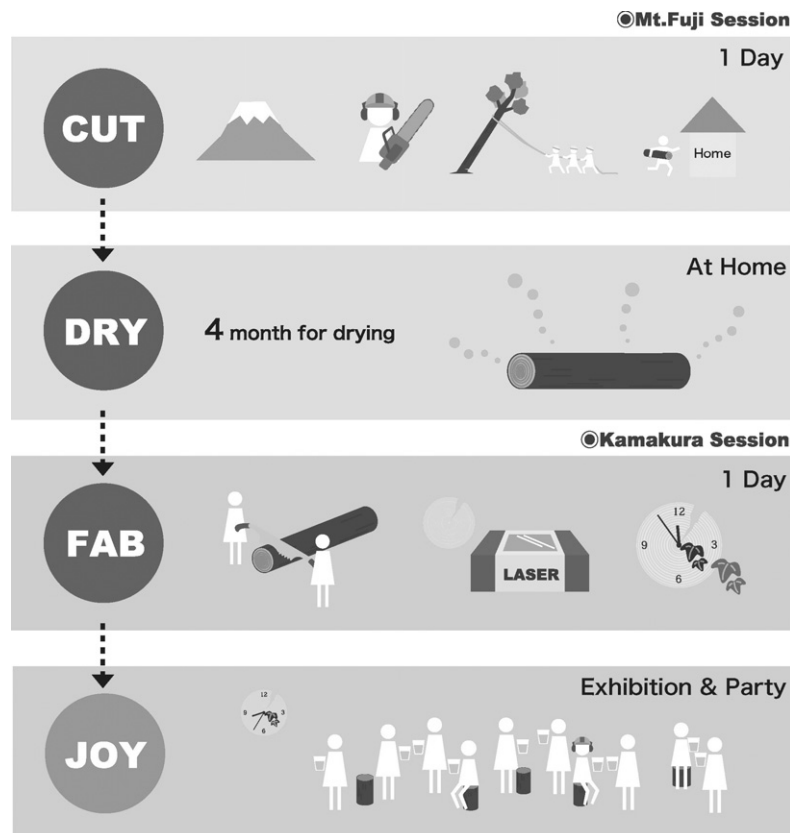 ◉Mt.Fuji Session
1 Day
CUT
Home
At Home
DRY
4 month for drying
◉Kamakura Session
1 Day
FAB
LASER
12
9
3
6
Exhibition & Party
12
9
3
6
JOY